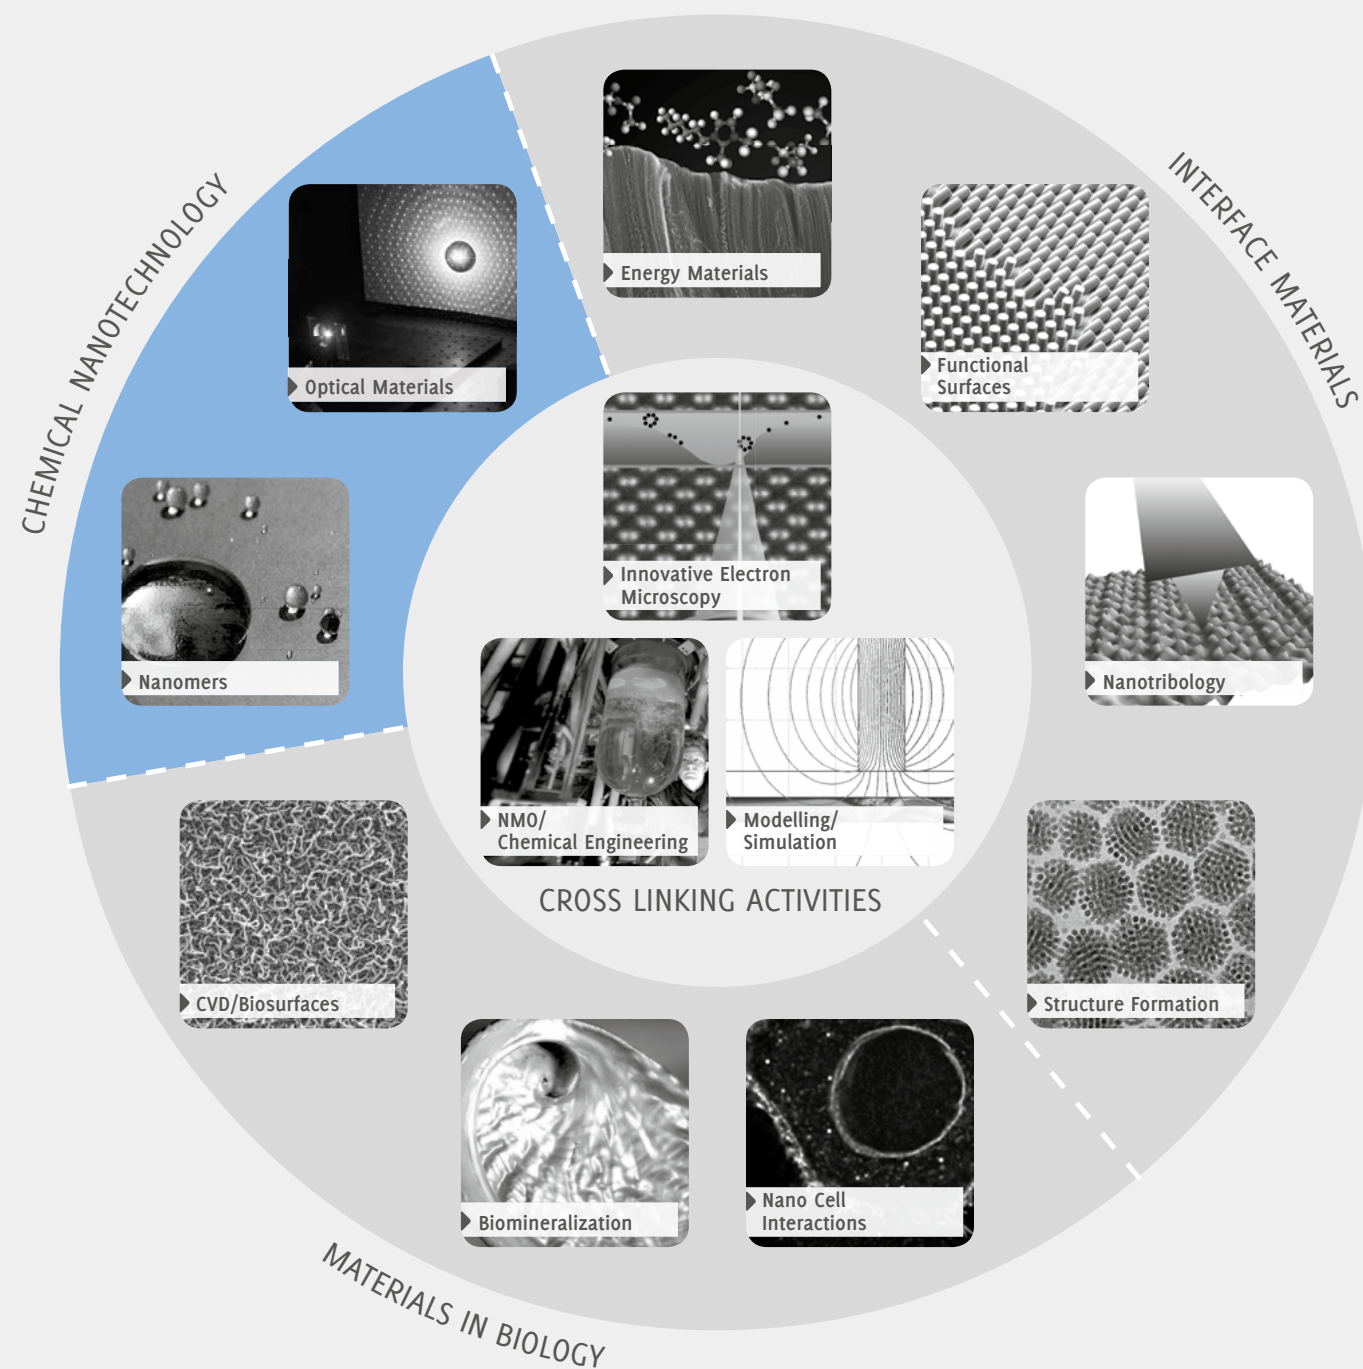 CHEMICAL NANOTECHNOLOGY
Optical Materials
Nanomers
INTERFACE MATERIALS
Energy Materials
Functional
Surfaces
Nanotribology
Structure Formation
Innovative Electron
Microscopy
NMO/
Chemical Engineering
Modelling/
Simulation
CROSS LINKING ACTIVITIES
CVD/Biosurfaces
Biomineralization
Nano Cell
Interactions
MATERIALS IN BIOLOGY